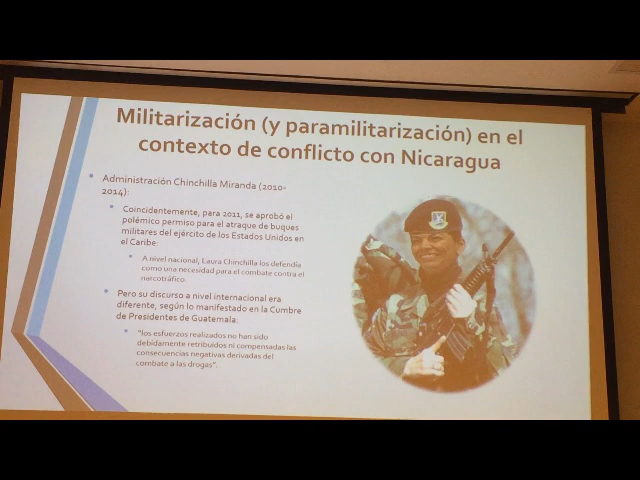 Militarización (y paramilitarización) en el
contexto de conflicto con Nicaragua
Administración Chinchilla Miranda (2010-
2014):
Coincidentemente, para 2011, se aprobó el
polémico permiso para el atraque de buques
militares del ejército de los Estados Unidos en
el Caribe:
A nivel nacional, Laura Chinchilla los defendía
como una necesidad para el combate contra el
narcotráfico.
Pero su discurso a nivel internacional era
diferente, según lo manifestado en la Cumbre
de Presidentes de Guatemala:
"los esfuerzos realizados no han sido
debidamente retribuidos ni compensadas las
consecuencias negativas derivadas del
combate a las drogas".